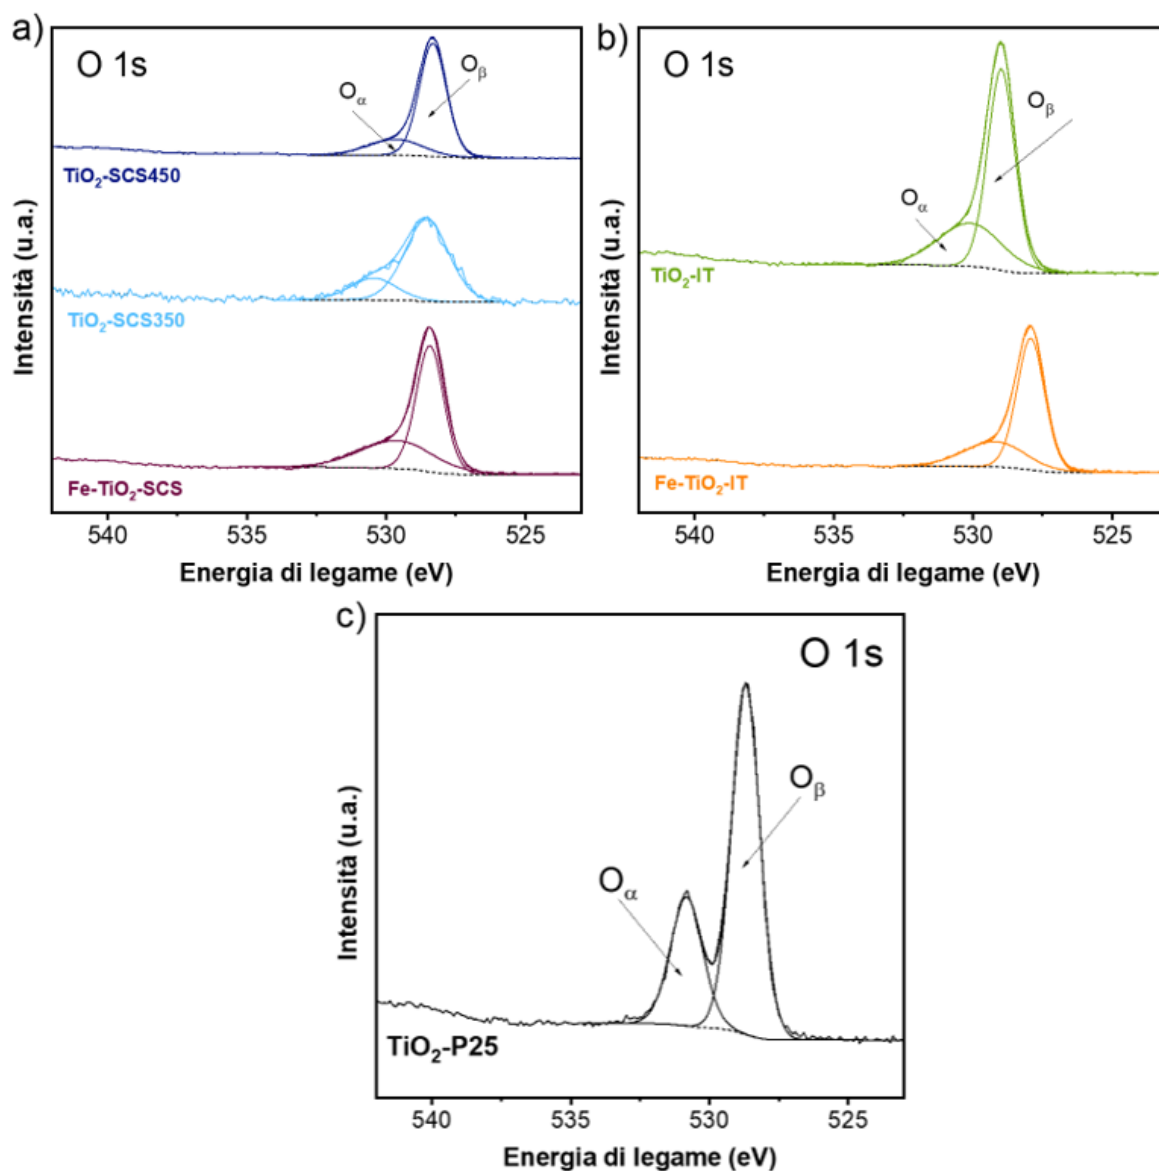 a)
O 1s
Oα
Oβ
TiO₂-SCS450
TiO₂-SCS350
Fe-TiO₂-SCS
Intensità (u.a.)
540 535 530 525
Energia di legame (eV)
b)
O 1s
Oβ
Oα
TiO₂-IT
Fe-TiO₂-IT
Intensità (u.a.)
540 535 530 525
Energia di legame (eV)
c)
O 1s
Oβ
Oα
TiO₂-P25
Intensità (u.a.)
540 535 530 525
Energia di legame (eV)